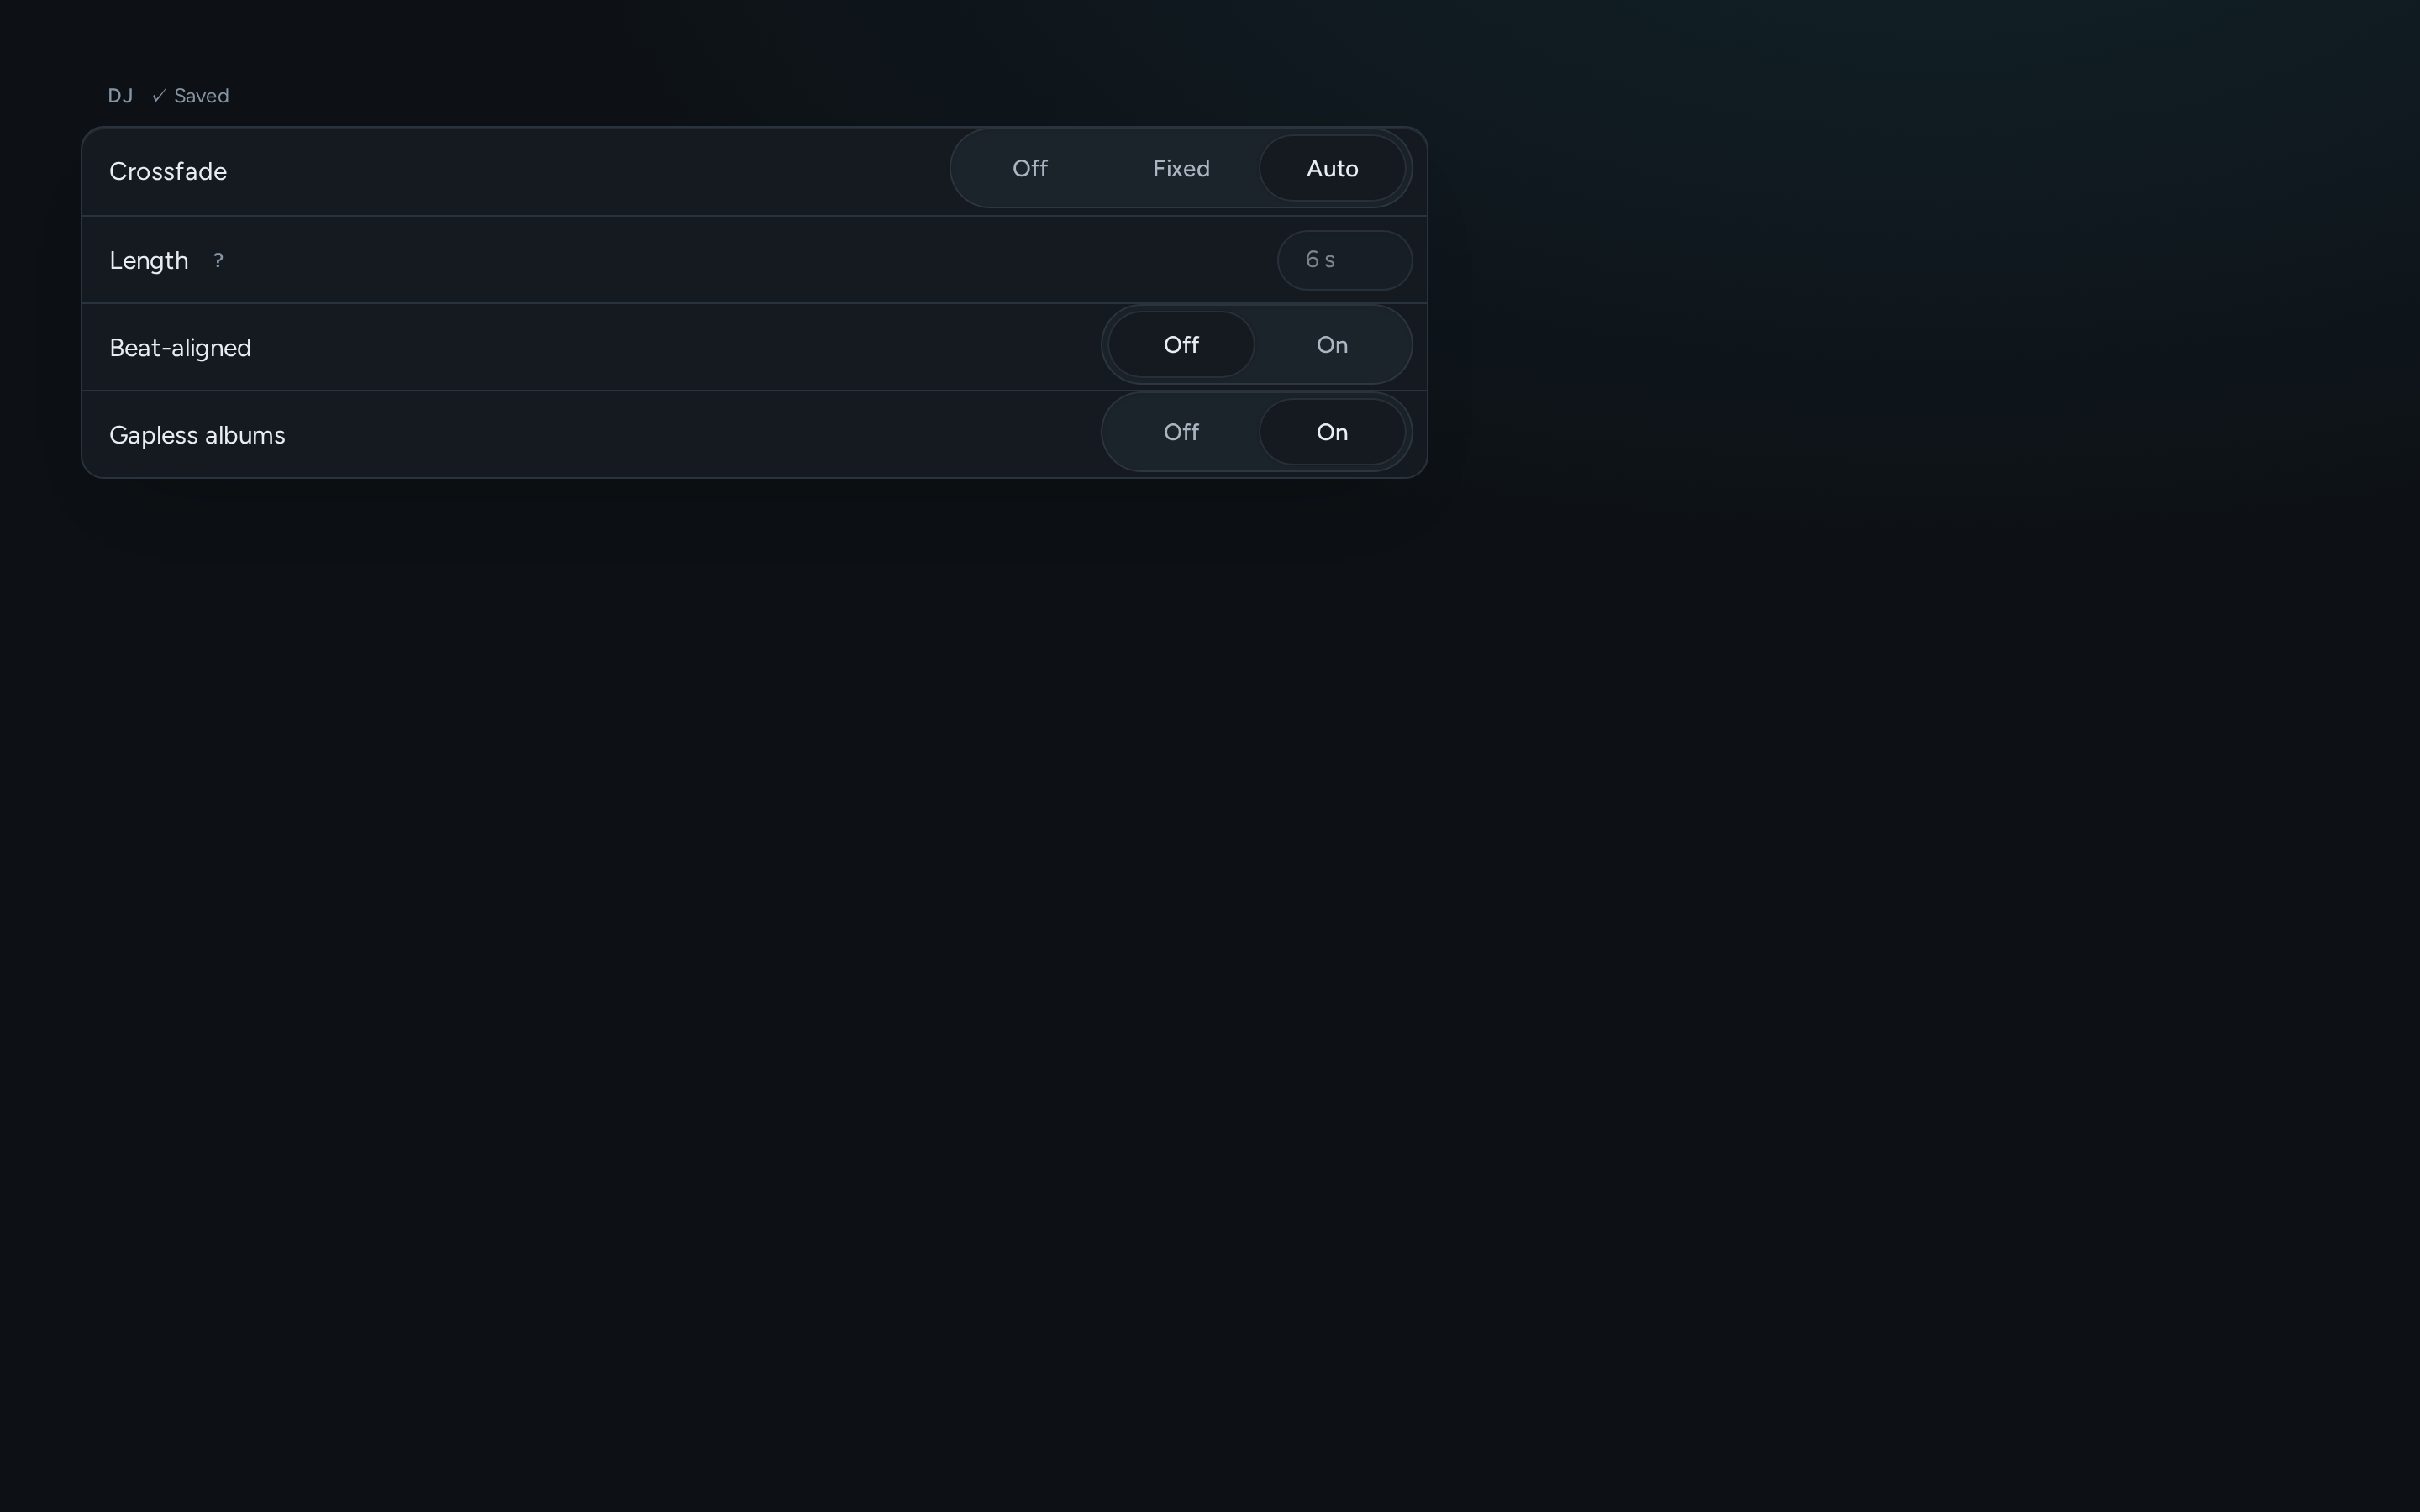 DJ ✓ Saved
Crossfade Off Fixed Auto
Length ? 6 s
Beat-aligned Off On
Gapless albums Off On